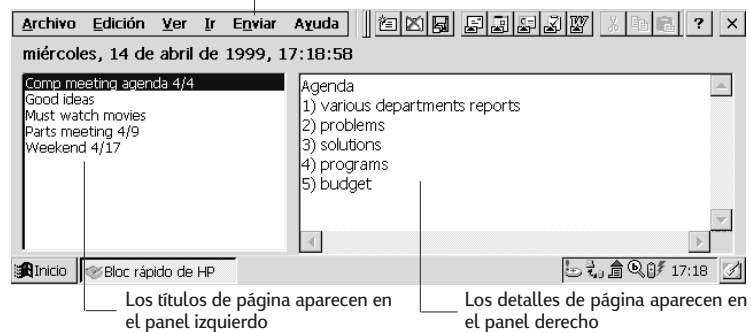 Archivo Edición Ver Ir Enviar Ayuda
miércoles, 14 de abril de 1999, 17:18:58
Comp meeting agenda 4/4
Good ideas
Must watch movies
Parts meeting 4/9
Weekend 4/17
Agenda
1) various departments reports
2) problems
3) solutions
4) programs
5) budget
Inicio
Bloc rápido de HP
17:18
Los títulos de página aparecen en
el panel izquierdo
Los detalles de página aparecen en
el panel derecho